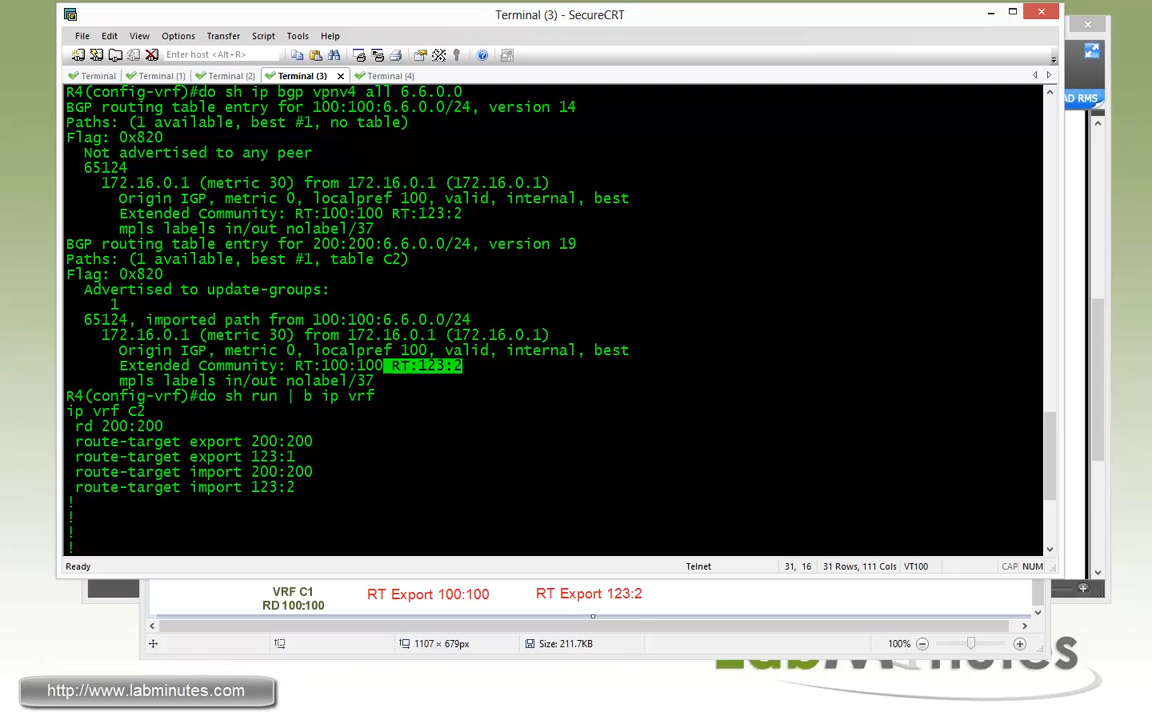 Terminal (3) - SecureCRT
File Edit View Options Transfer Script Tools Help
Enter host <Alt+R>
Terminal Terminal (1) Terminal (2) Terminal (3) Terminal (4)
AD RMS
R4(config-vrf)#do sh ip bgp vpnv4 all 6.6.0.0
BGP routing table entry for 100:100:6.6.0.0/24, version 14
Paths: (1 available, best #1, no table)
Flag: 0x820
Not advertised to any peer
65124
172.16.0.1 (metric 30) from 172.16.0.1 (172.16.0.1)
Origin IGP, metric 0, localpref 100, valid, internal, best
Extended Community: RT:100:100 RT:123:2
mpls labels in/out nolabel/37
BGP routing table entry for 200:200:6.6.0.0/24, version 19
Paths: (1 available, best #1, table C2)
Flag: 0x820
Advertised to update-groups:
1
65124, imported path from 100:100:6.6.0.0/24
172.16.0.1 (metric 30) from 172.16.0.1 (172.16.0.1)
Origin IGP, metric 0, localpref 100, valid, internal, best
Extended Community: RT:100:100 RT:123:2
mpls labels in/out nolabel/37
R4(config-vrf)#do sh run | b ip vrf
ip vrf C2
rd 200:200
route-target export 200:200
route-target export 123:1
route-target import 200:200
route-target import 123:2
!
!
!
!
Ready Telnet 31, 16 31 Rows, 111 Cols VT100 CAP NUM
VRF C1 RT Export 100:100 RT Export 123:2
RD 100:100
1107 × 679px Size: 211.7KB 100%
LabMinutes
http://www.labminutes.com